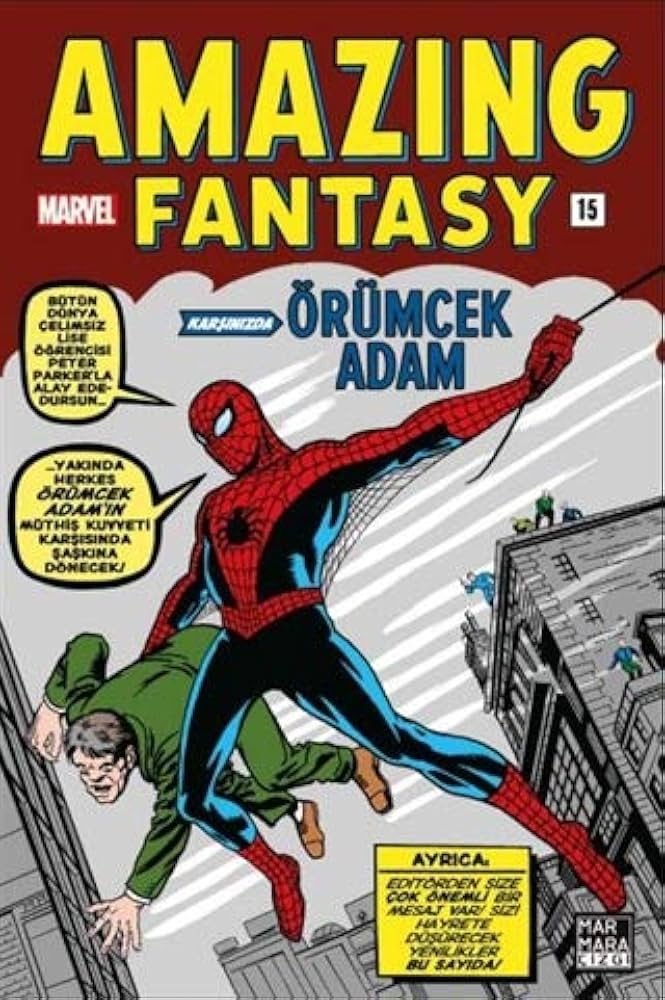 AMAZING
FANTASY
MARVEL
15
KARŞINIZDA
ÖRÜMCEK
ADAM
BÜTÜN
DÜNYA
ÇELİMSİZ
LİSE
ÖĞRENCİSİ
PETER
PARKER'LA
ALAY EDE-
DURSUN...
...YAKINDA
HERKES
ÖRÜMCEK
ADAM'IN
MÜTHİŞ KUVVETİ
KARŞISINDA
ŞAŞKINA
DÖNECEK!
AYRICA:
EDİTÖRDEN SİZE
ÇOK ÖNEMLİ BİR
MESAJ VAR! SİZİ
HAYRETE
DÜŞÜRECEK
YENİLİKLER
BU SAYIDA!
MAR
MARA
ÇİZGİ